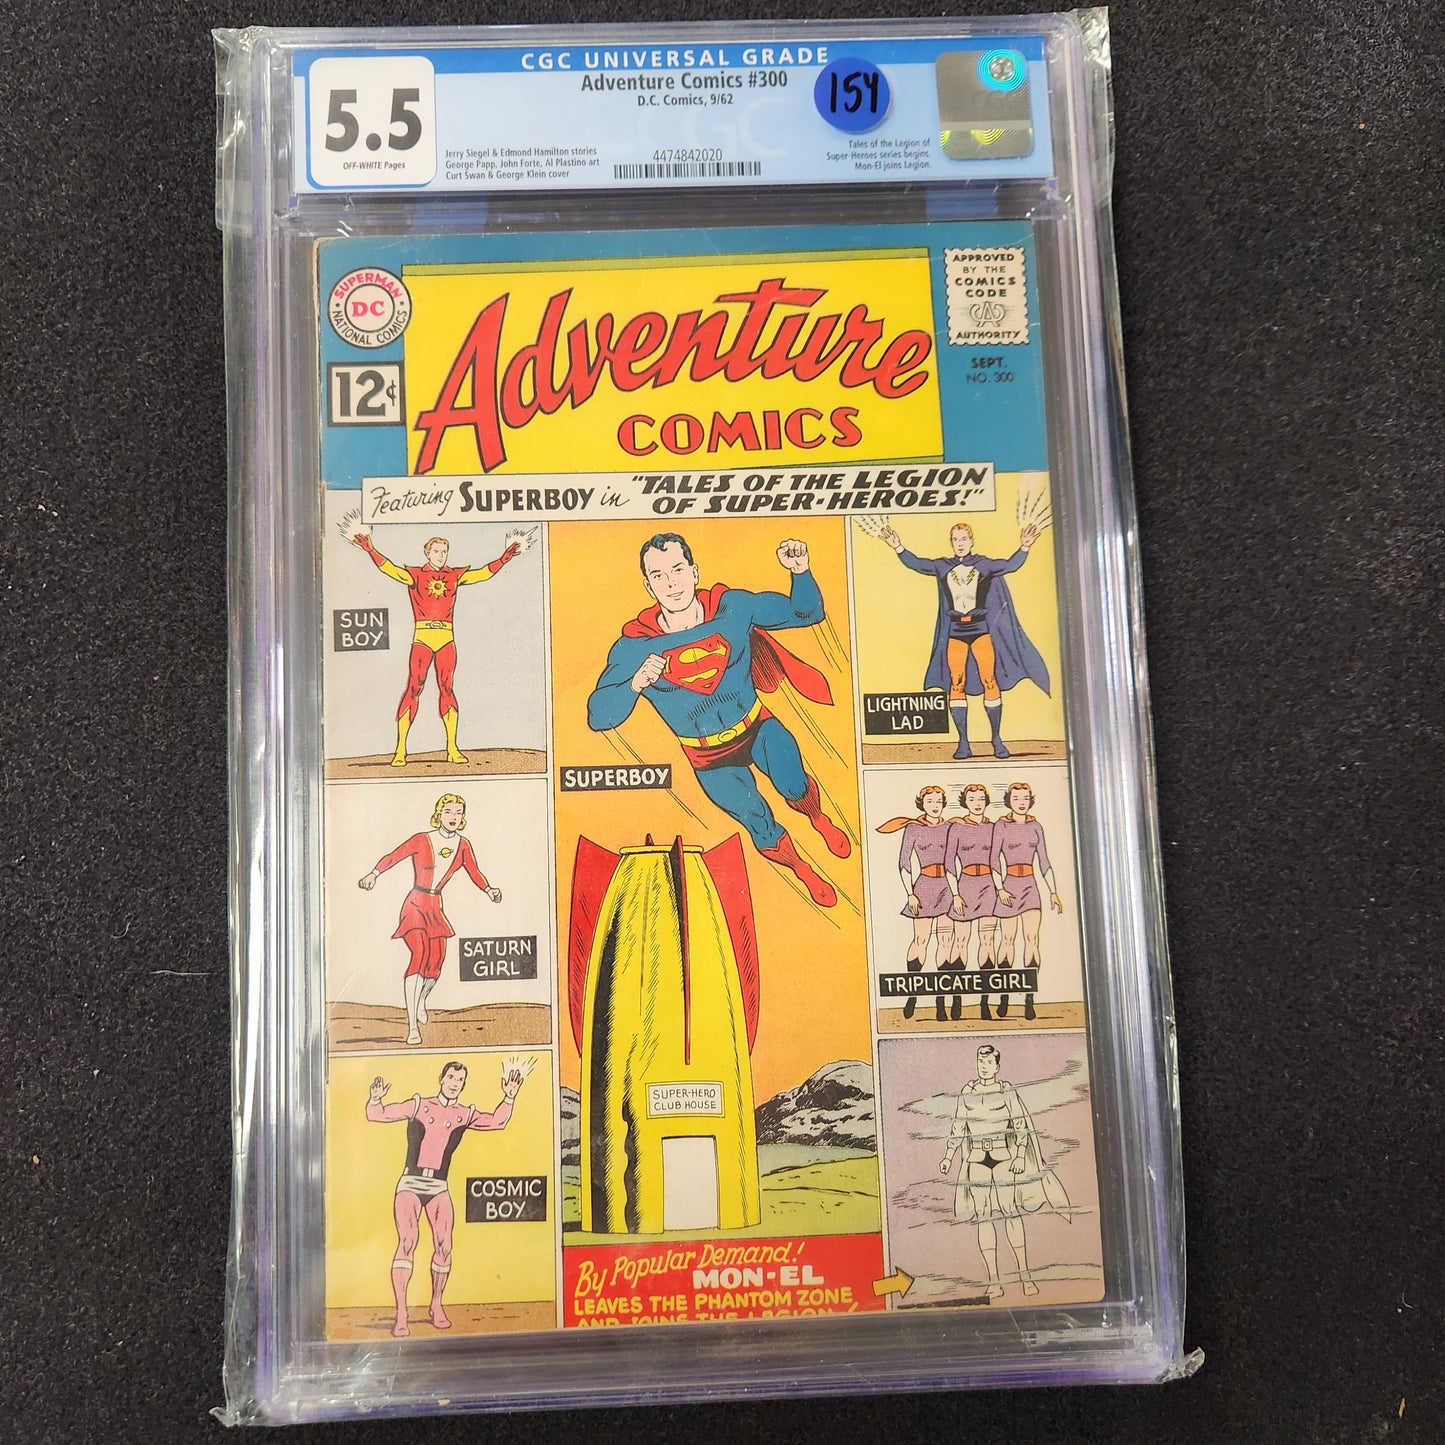 CGC UNIVERSAL GRADE
Adventure Comics #300
D.C. Comics, 9/62
154
5.5
OFF-WHITE Pages
Jerry Siegel & Edmond Hamilton stories
George Papp, John Forte, Al Plastino art
Curt Swan & George Klein cover
4474842020
Tales of the Legion of
Super-Heroes series begins.
Mon-El joins Legion.
SUPERMAN
DC
NATIONAL COMICS
12¢
Adventure
COMICS
APPROVED
BY THE
COMICS
CODE
AUTHORITY
SEPT.
NO. 300
Featuring SUPERBOY in "TALES OF THE LEGION
OF SUPER-HEROES!"
SUN
BOY
LIGHTNING
LAD
SUPERBOY
SATURN
GIRL
TRIPLICATE GIRL
SUPER-HERO
CLUB HOUSE
COSMIC
BOY
By Popular Demand!
MON-EL
LEAVES THE PHANTOM ZONE
AND JOINS THE LEGION!